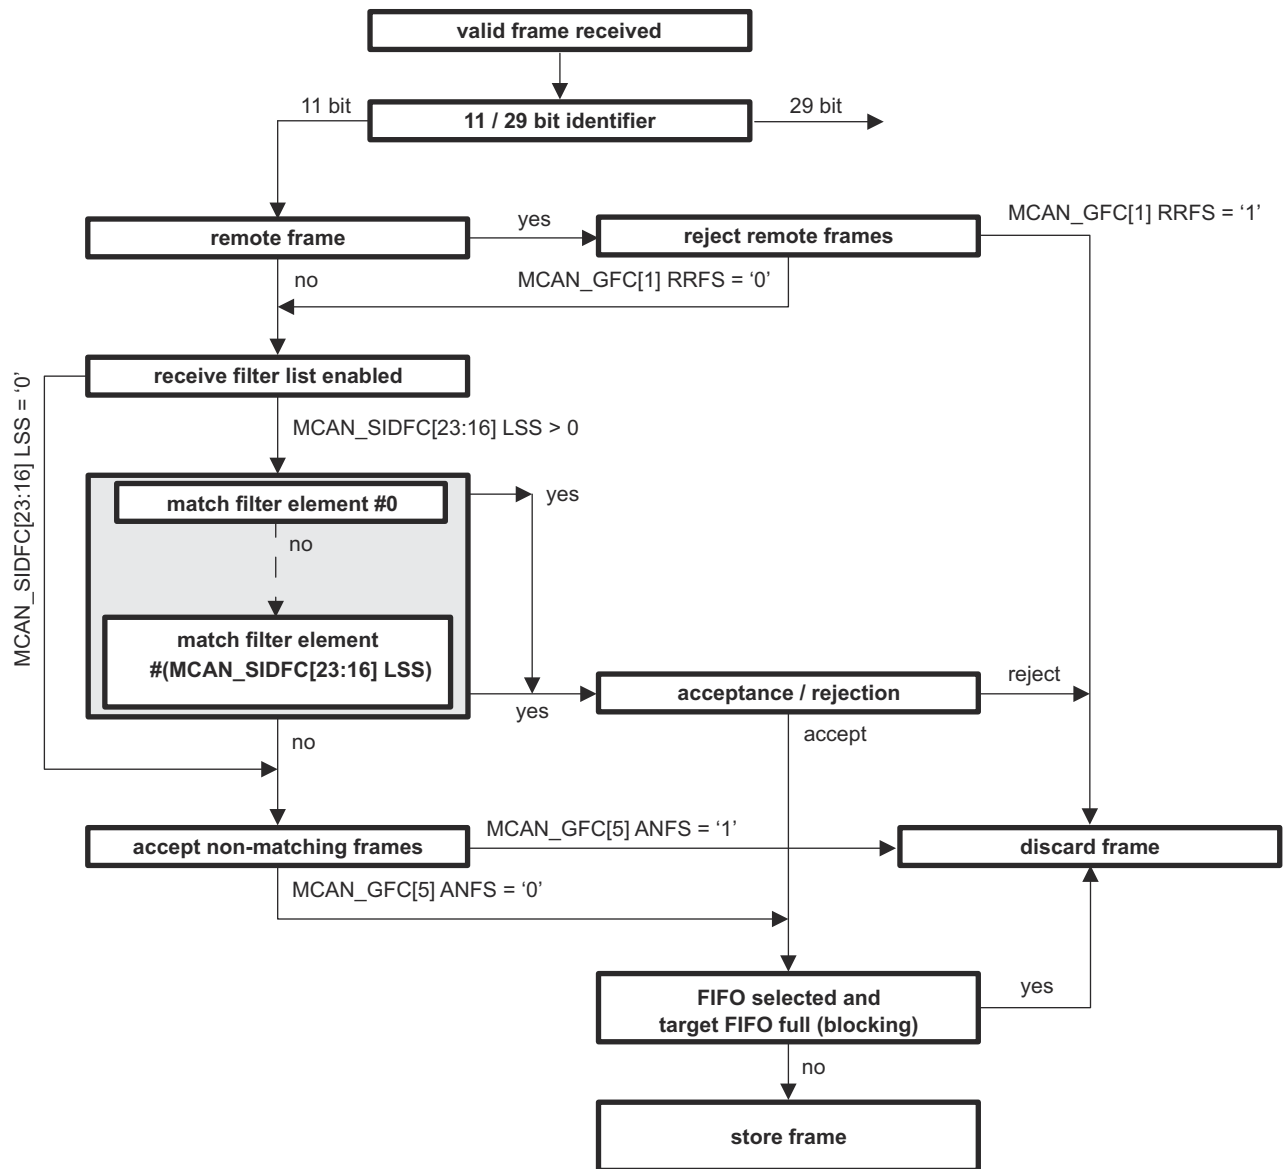 valid frame received
11 bit
11 / 29 bit identifier
29 bit
remote frame
yes
reject remote frames
MCAN_GFC[1] RRFS = ‘1’
no
MCAN_GFC[1] RRFS = ‘0’
receive filter list enabled
MCAN_SIDFC[23:16] LSS = ‘0’
MCAN_SIDFC[23:16] LSS > 0
match filter element #0
yes
no
match filter element
#(MCAN_SIDFC[23:16] LSS)
yes
acceptance / rejection
reject
no
accept
accept non-matching frames
MCAN_GFC[5] ANFS = ‘1’
discard frame
MCAN_GFC[5] ANFS = ‘0’
FIFO selected and
target FIFO full (blocking)
yes
no
store frame